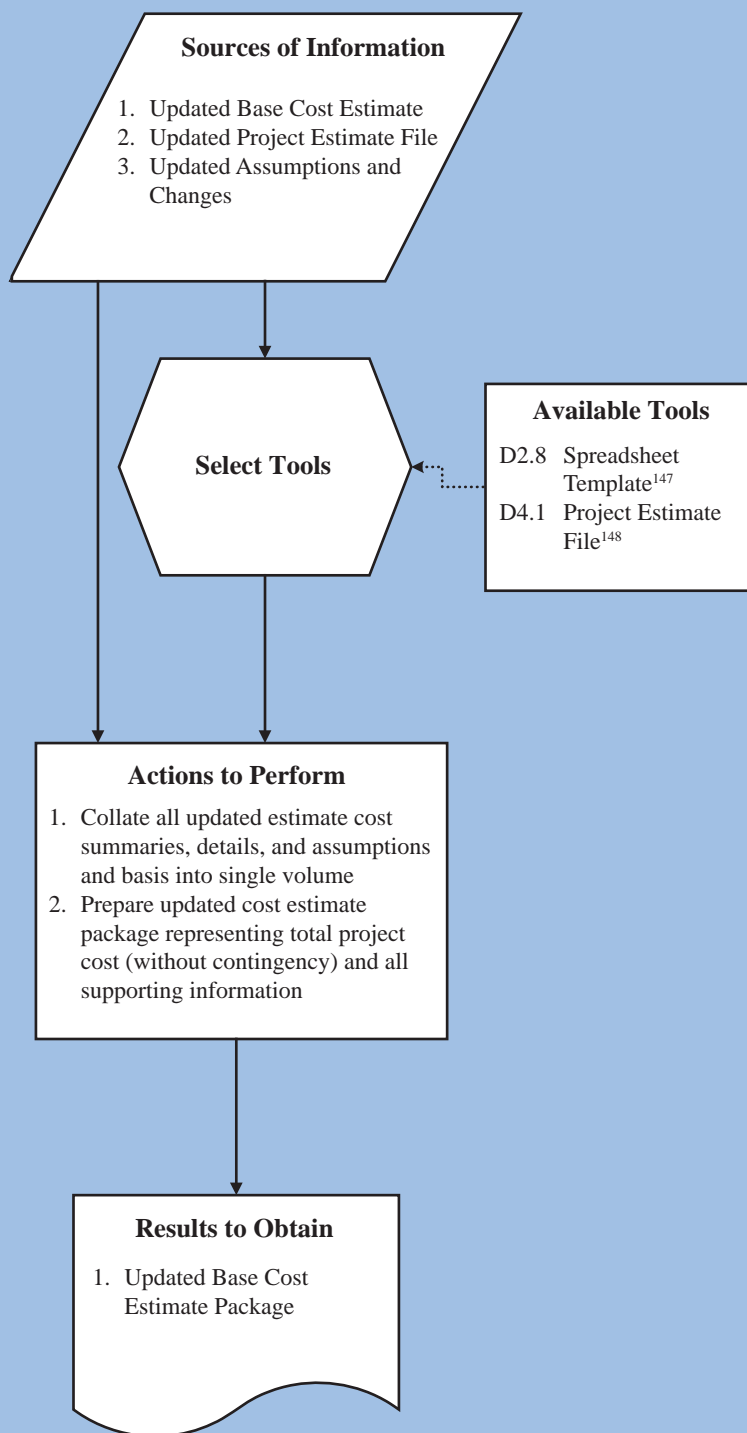 Sources of Information
1. Updated Base Cost Estimate
2. Updated Project Estimate File
3. Updated Assumptions and
Changes
Select Tools
Available Tools
D2.8 Spreadsheet
Template147
D4.1 Project Estimate
File148
Actions to Perform
1. Collate all updated estimate cost
summaries, details, and assumptions
and basis into single volume
2. Prepare updated cost estimate
package representing total project
cost (without contingency) and all
supporting information
Results to Obtain
1. Updated Base Cost
Estimate Package